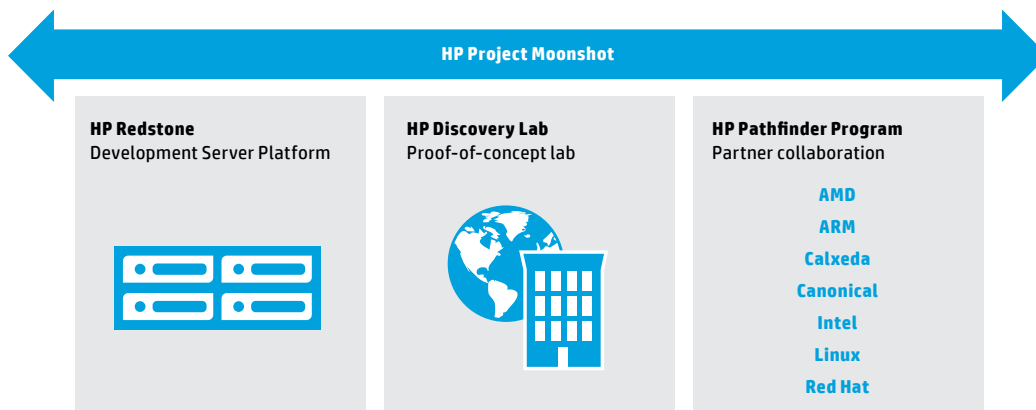 HP Project Moonshot
HP Redstone
Development Server Platform
HP Discovery Lab
Proof-of-concept lab
HP Pathfinder Program
Partner collaboration
AMD
ARM
Calxeda
Canonical
Intel
Linux
Red Hat